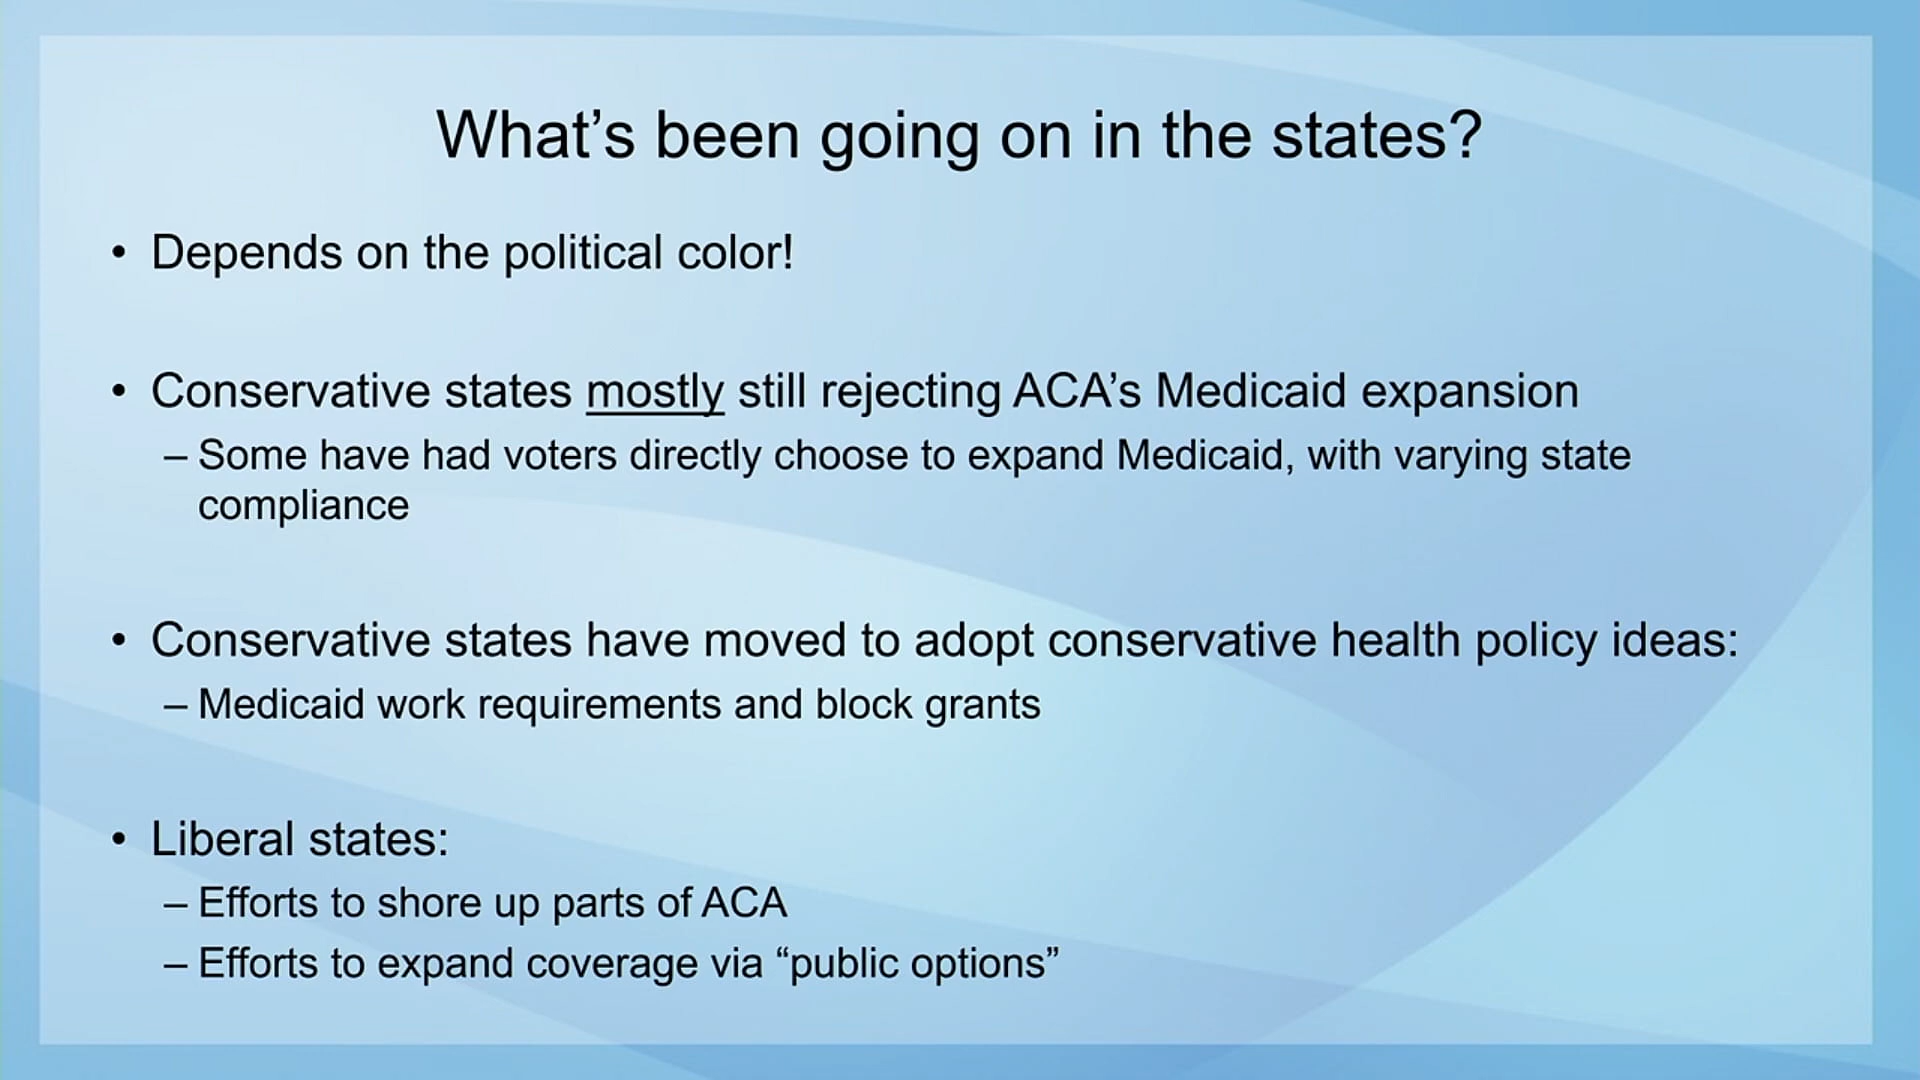 What’s been going on in the states?
• Depends on the political color!
• Conservative states mostly still rejecting ACA’s Medicaid expansion
– Some have had voters directly choose to expand Medicaid, with varying state
compliance
• Conservative states have moved to adopt conservative health policy ideas:
– Medicaid work requirements and block grants
• Liberal states:
– Efforts to shore up parts of ACA
– Efforts to expand coverage via “public options”